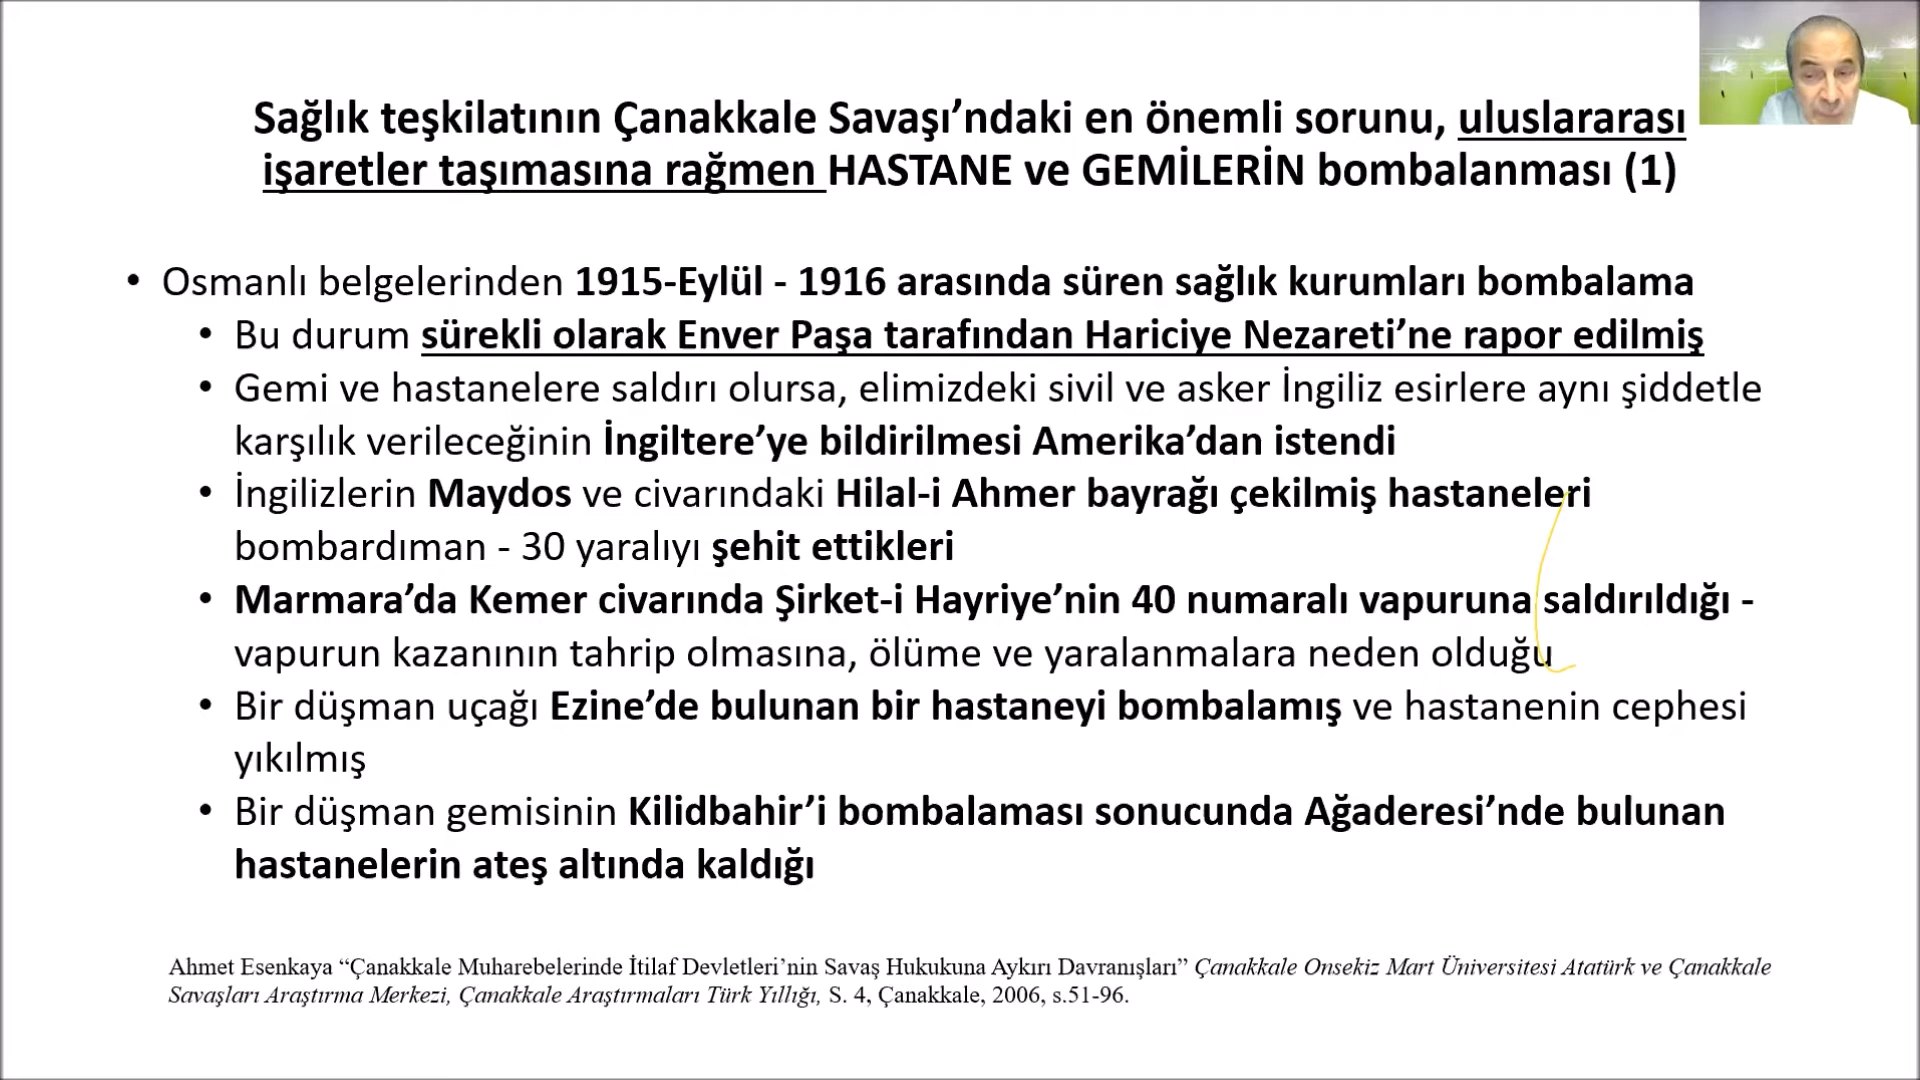 Sağlık teşkilatının Çanakkale Savaşı’ndaki en önemli sorunu, uluslararası
işaretler taşımasına rağmen HASTANE ve GEMİLERİN bombalanması (1)
• Osmanlı belgelerinden 1915-Eylül - 1916 arasında süren sağlık kurumları bombalama
• Bu durum sürekli olarak Enver Paşa tarafından Hariciye Nezareti’ne rapor edilmiş
• Gemi ve hastanelere saldırı olursa, elimizdeki sivil ve asker İngiliz esirlere aynı şiddetle
karşılık verileceğinin İngiltere’ye bildirilmesi Amerika’dan istendi
• İngilizlerin Maydos ve civarındaki Hilal-i Ahmer bayrağı çekilmiş hastaneleri
bombardıman - 30 yaralıyı şehit ettikleri
• Marmara’da Kemer civarında Şirket-i Hayriye’nin 40 numaralı vapuruna saldırıldığı -
vapurun kazanının tahrip olmasına, ölüme ve yaralanmalara neden olduğu
• Bir düşman uçağı Ezine’de bulunan bir hastaneyi bombalamış ve hastanenin cephesi
yıkılmış
• Bir düşman gemisinin Kilidbahir’i bombalaması sonucunda Ağaderesi’nde bulunan
hastanelerin ateş altında kaldığı
Ahmet Esenkaya “Çanakkale Muharebelerinde İtilaf Devletleri’nin Savaş Hukukuna Aykırı Davranışları” Çanakkale Onsekiz Mart Üniversitesi Atatürk ve Çanakkale
Savaşları Araştırma Merkezi, Çanakkale Araştırmaları Türk Yıllığı, S. 4, Çanakkale, 2006, s.51-96.